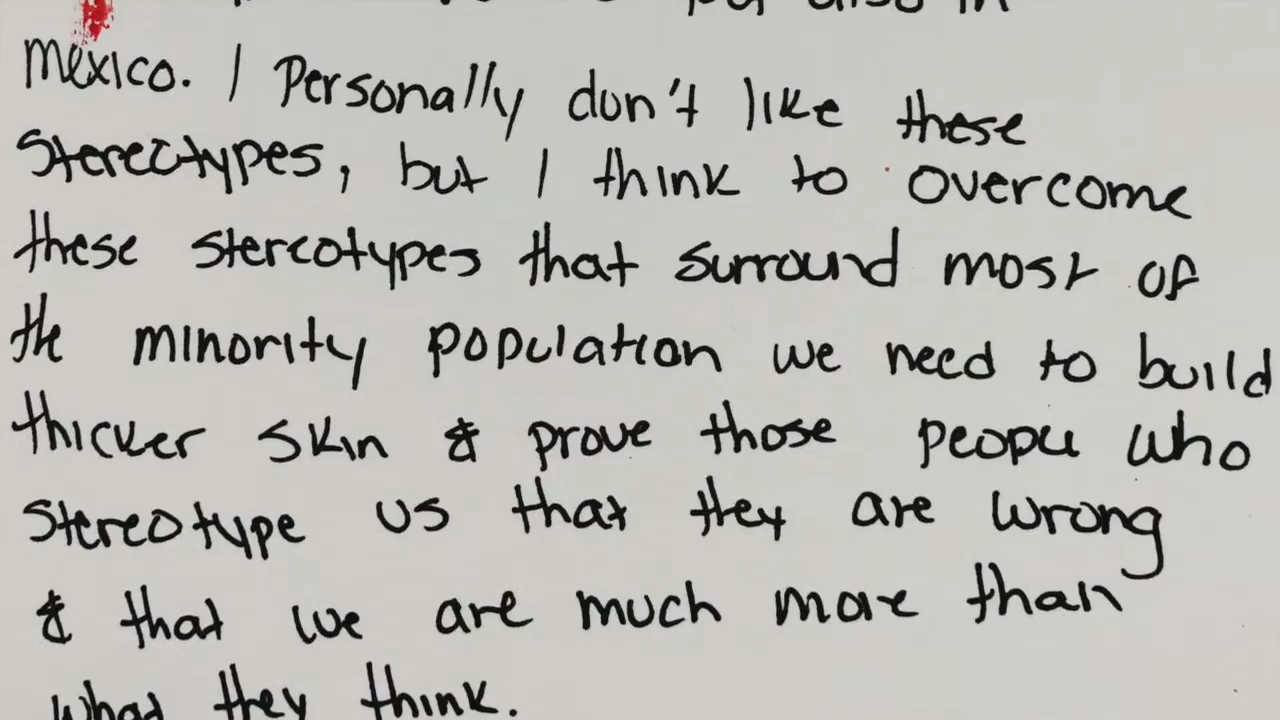 also in
Mexico. I Personally don't like these
Stereotypes, but I think to overcome
these stereotypes that surround most of
the minority population we need to build
thicker skin & prove those people who
Stereotype us that they are wrong
& that we are much more than
what they think.